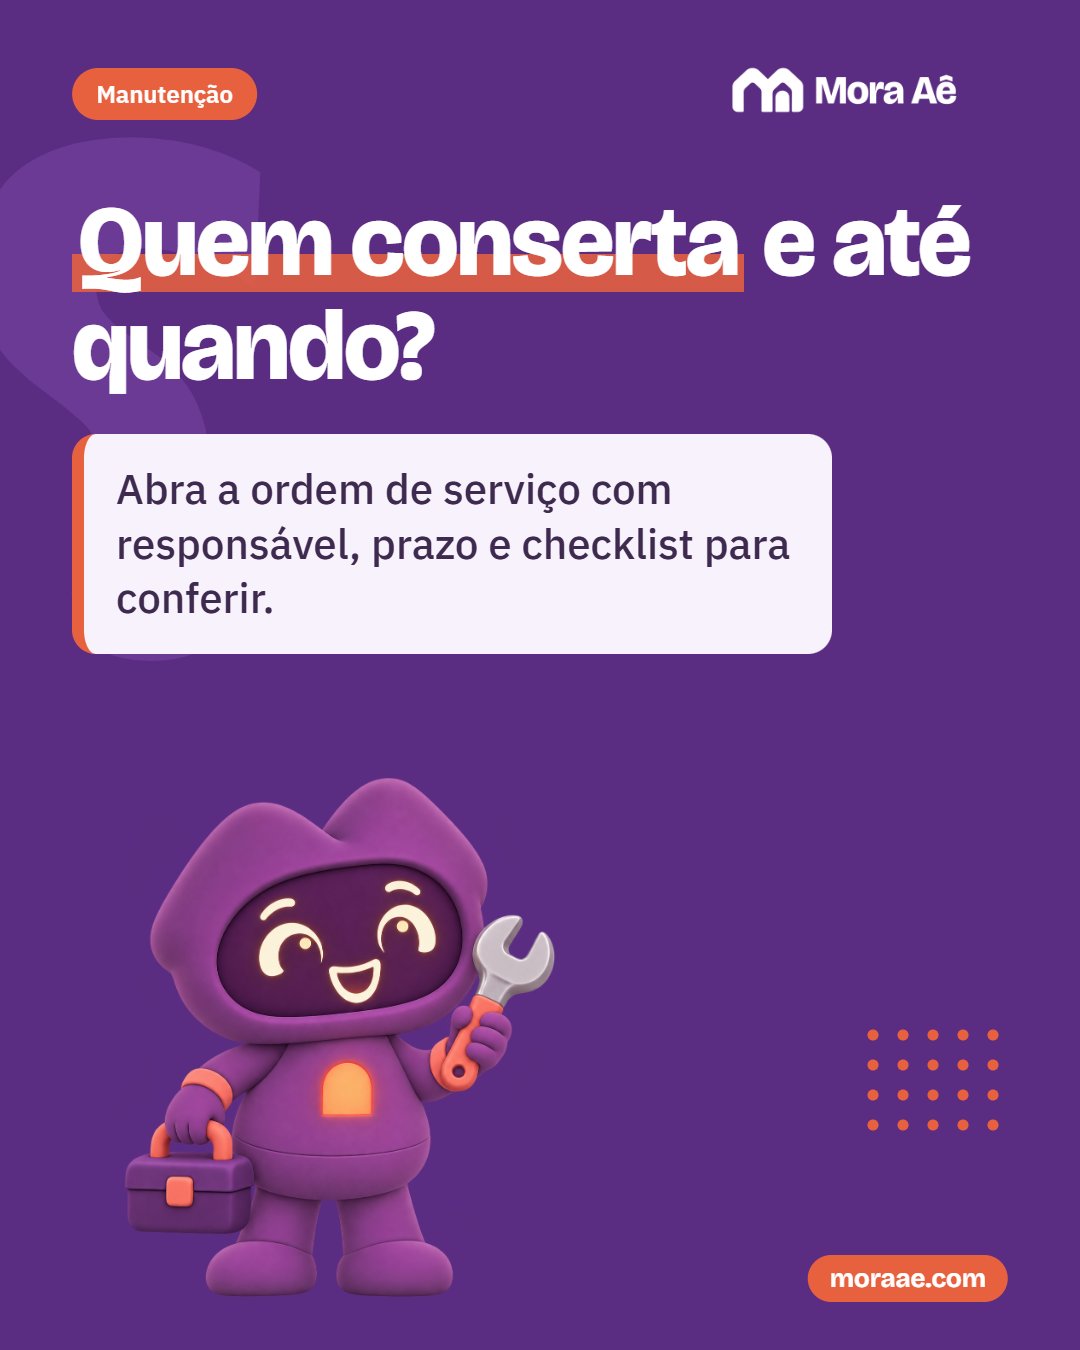 Manutenção
Mora Aê
Quem conserta e até
quando?
Abra a ordem de serviço com
responsável, prazo e checklist para
conferir.
moraae.com